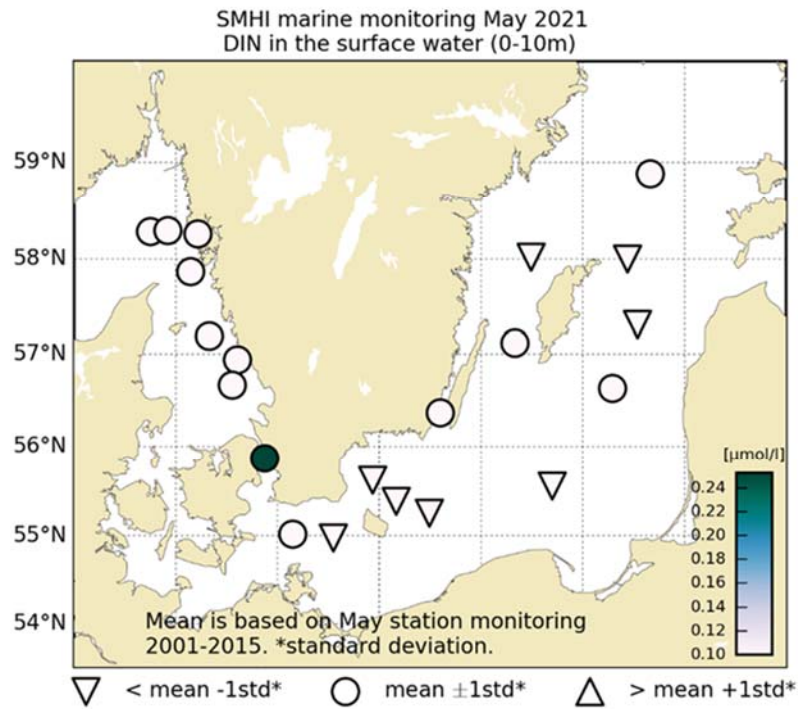 SMHI marine monitoring May 2021
DIN in the surface water (0-10m)
59°N
58°N
57°N
56°N
55°N
54°N
[µmol/l]
0.24
0.22
0.20
0.18
0.16
0.14
0.12
0.10
Mean is based on May station monitoring
2001-2015. *standard deviation.
< mean -1std* mean ±1std* > mean +1std*